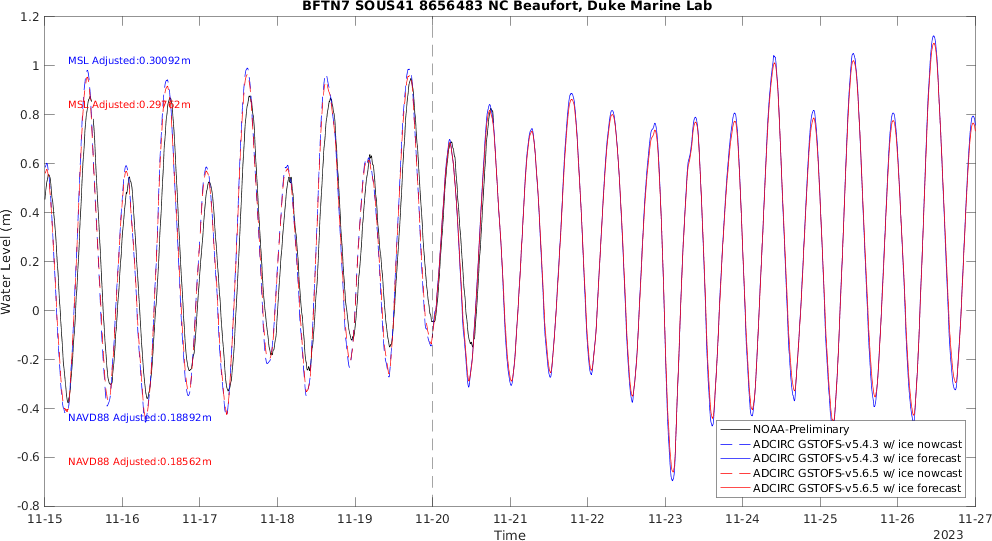 BFTN7 SOUS41 8656483 NC Beaufort, Duke Marine Lab
1.2
1
0.8
0.6
0.4
0.2
0
-0.2
-0.4
-0.6
-0.8
Water Level (m)
MSL Adjusted:0.30092m
MSL Adjusted:0.29762m
NAVD88 Adjusted:0.18892m
NAVD88 Adjusted:0.18562m
NOAA-Preliminary
ADCIRC GSTOFS-v5.4.3 w/ ice nowcast
ADCIRC GSTOFS-v5.4.3 w/ ice forecast
ADCIRC GSTOFS-v5.6.5 w/ ice nowcast
ADCIRC GSTOFS-v5.6.5 w/ ice forecast
11-15 11-16 11-17 11-18 11-19 11-20 11-21 11-22 11-23 11-24 11-25 11-26 11-27
Time
2023